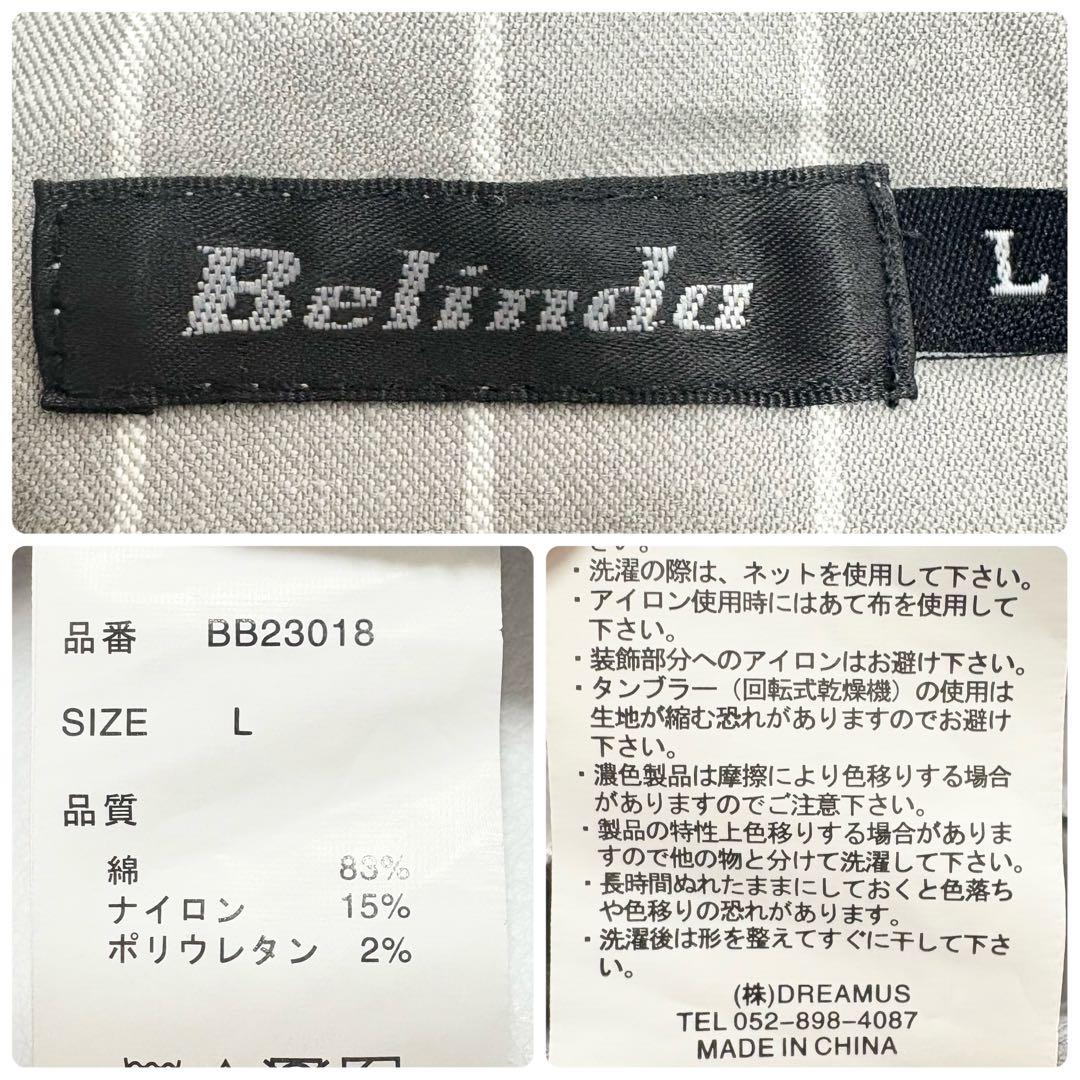 Belinda
L
品番 BB23018
SIZE L
品質
綿 83%
ナイロン 15%
ポリウレタン 2%
さい。
・洗濯の際は、ネットを使用して下さい。
・アイロン使用時にはあて布を使用して
下さい。
・装飾部分へのアイロンはお避け下さい。
・タンブラー（回転式乾燥機）の使用は
生地が縮む恐れがありますのでお避け
下さい。
・濃色製品は摩擦により色移りする場合
がありますのでご注意下さい。
・製品の特性上色移りする場合がありま
すので他の物と分けて洗濯して下さい。
・長時間ぬれたままにしておくと色落ち
や色移りの恐れがあります。
・洗濯後は形を整えてすぐに干して下さ
い。
(株)DREAMUS
TEL 052-898-4087
MADE IN CHINA